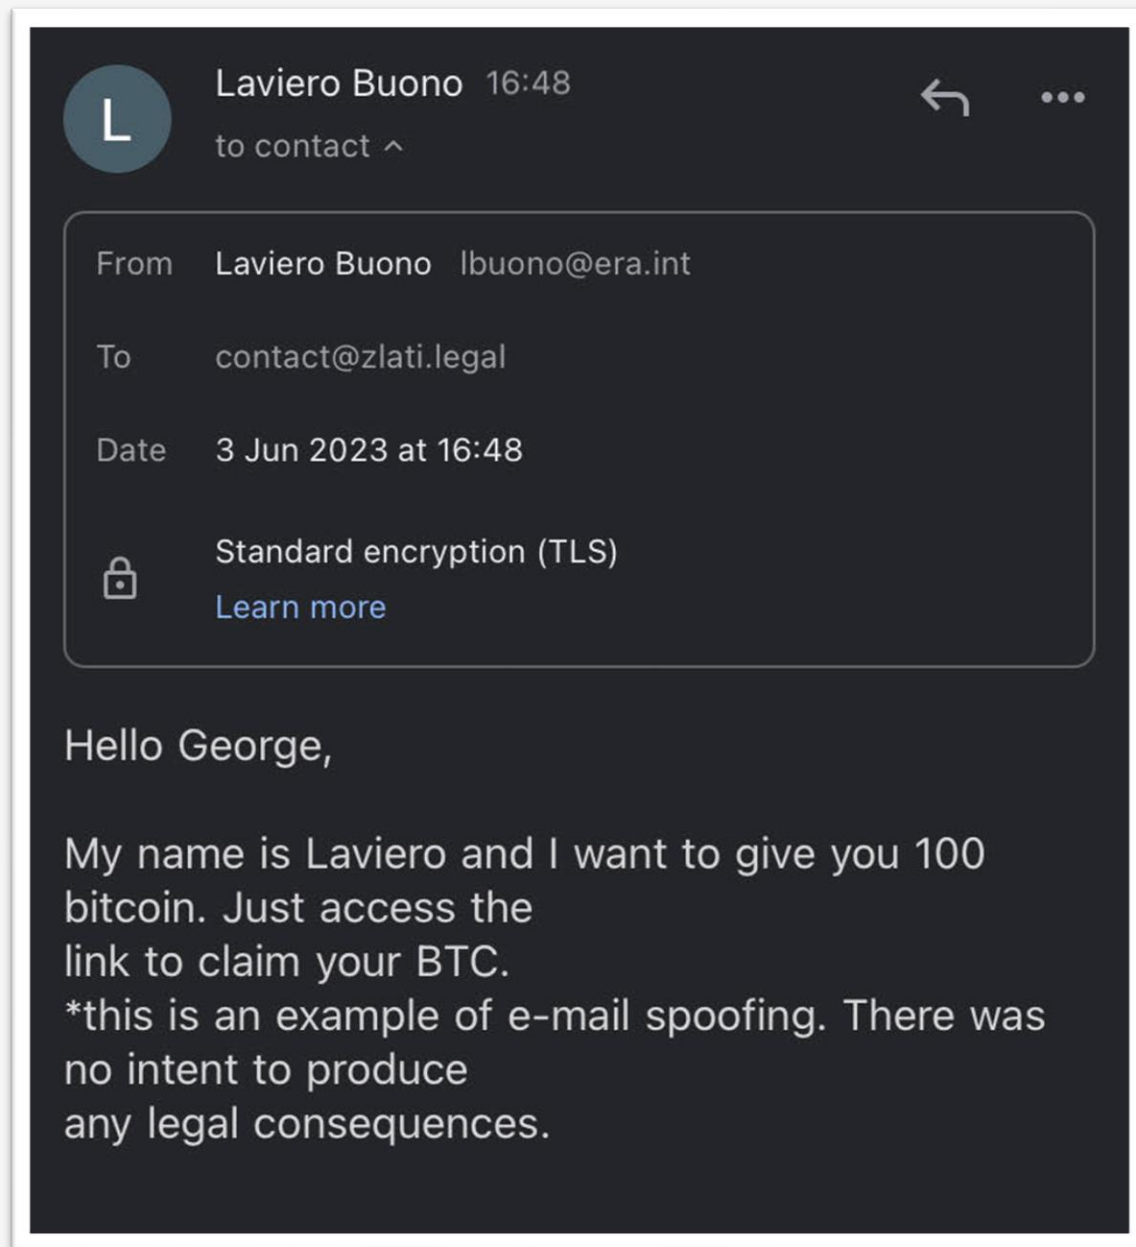 L
Laviero Buono 16:48
to contact
From Laviero Buono lbuono@era.int
To contact@zlati.legal
Date 3 Jun 2023 at 16:48
Standard encryption (TLS)
Learn more
Hello George,
My name is Laviero and I want to give you 100
bitcoin. Just access the
link to claim your BTC.
*this is an example of e-mail spoofing. There was
no intent to produce
any legal consequences.